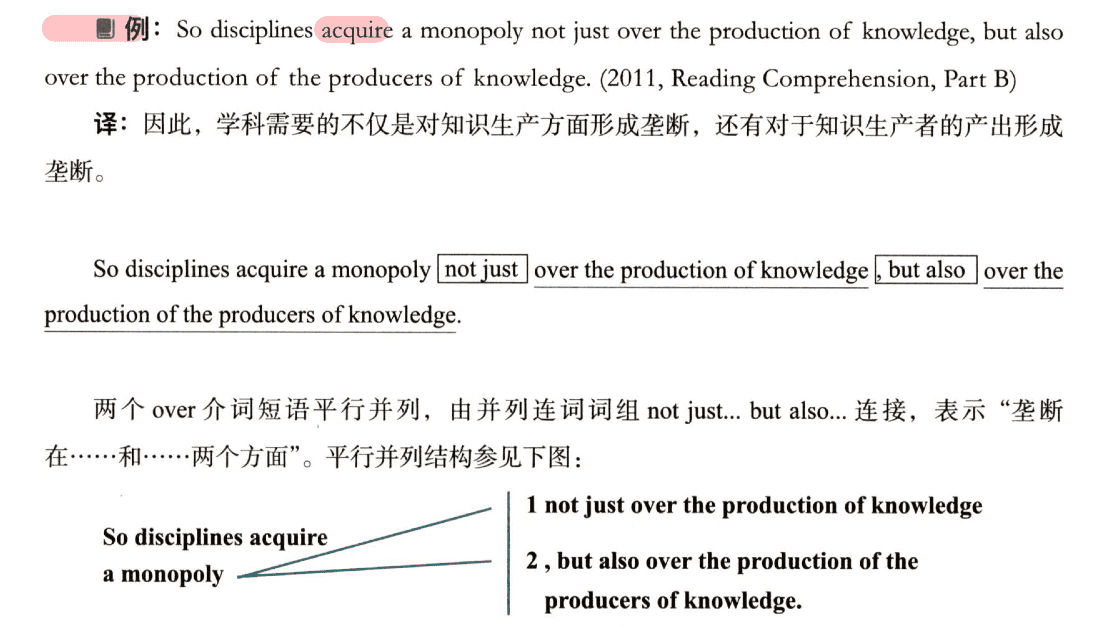 例：So disciplines acquire a monopoly not just over the production of knowledge, but also
over the production of the producers of knowledge. (2011, Reading Comprehension, Part B)
译：因此，学科需要的不仅是对知识生产方面形成垄断，还有对于知识生产者的产出形成
垄断。
So disciplines acquire a monopoly not just over the production of knowledge , but also over the
production of the producers of knowledge.
两个 over 介词短语平行并列，由并列连词词组 not just... but also... 连接，表示“垄断
在……和……两个方面”。平行并列结构参见下图：
So disciplines acquire
a monopoly
1 not just over the production of knowledge
2 , but also over the production of the
producers of knowledge.